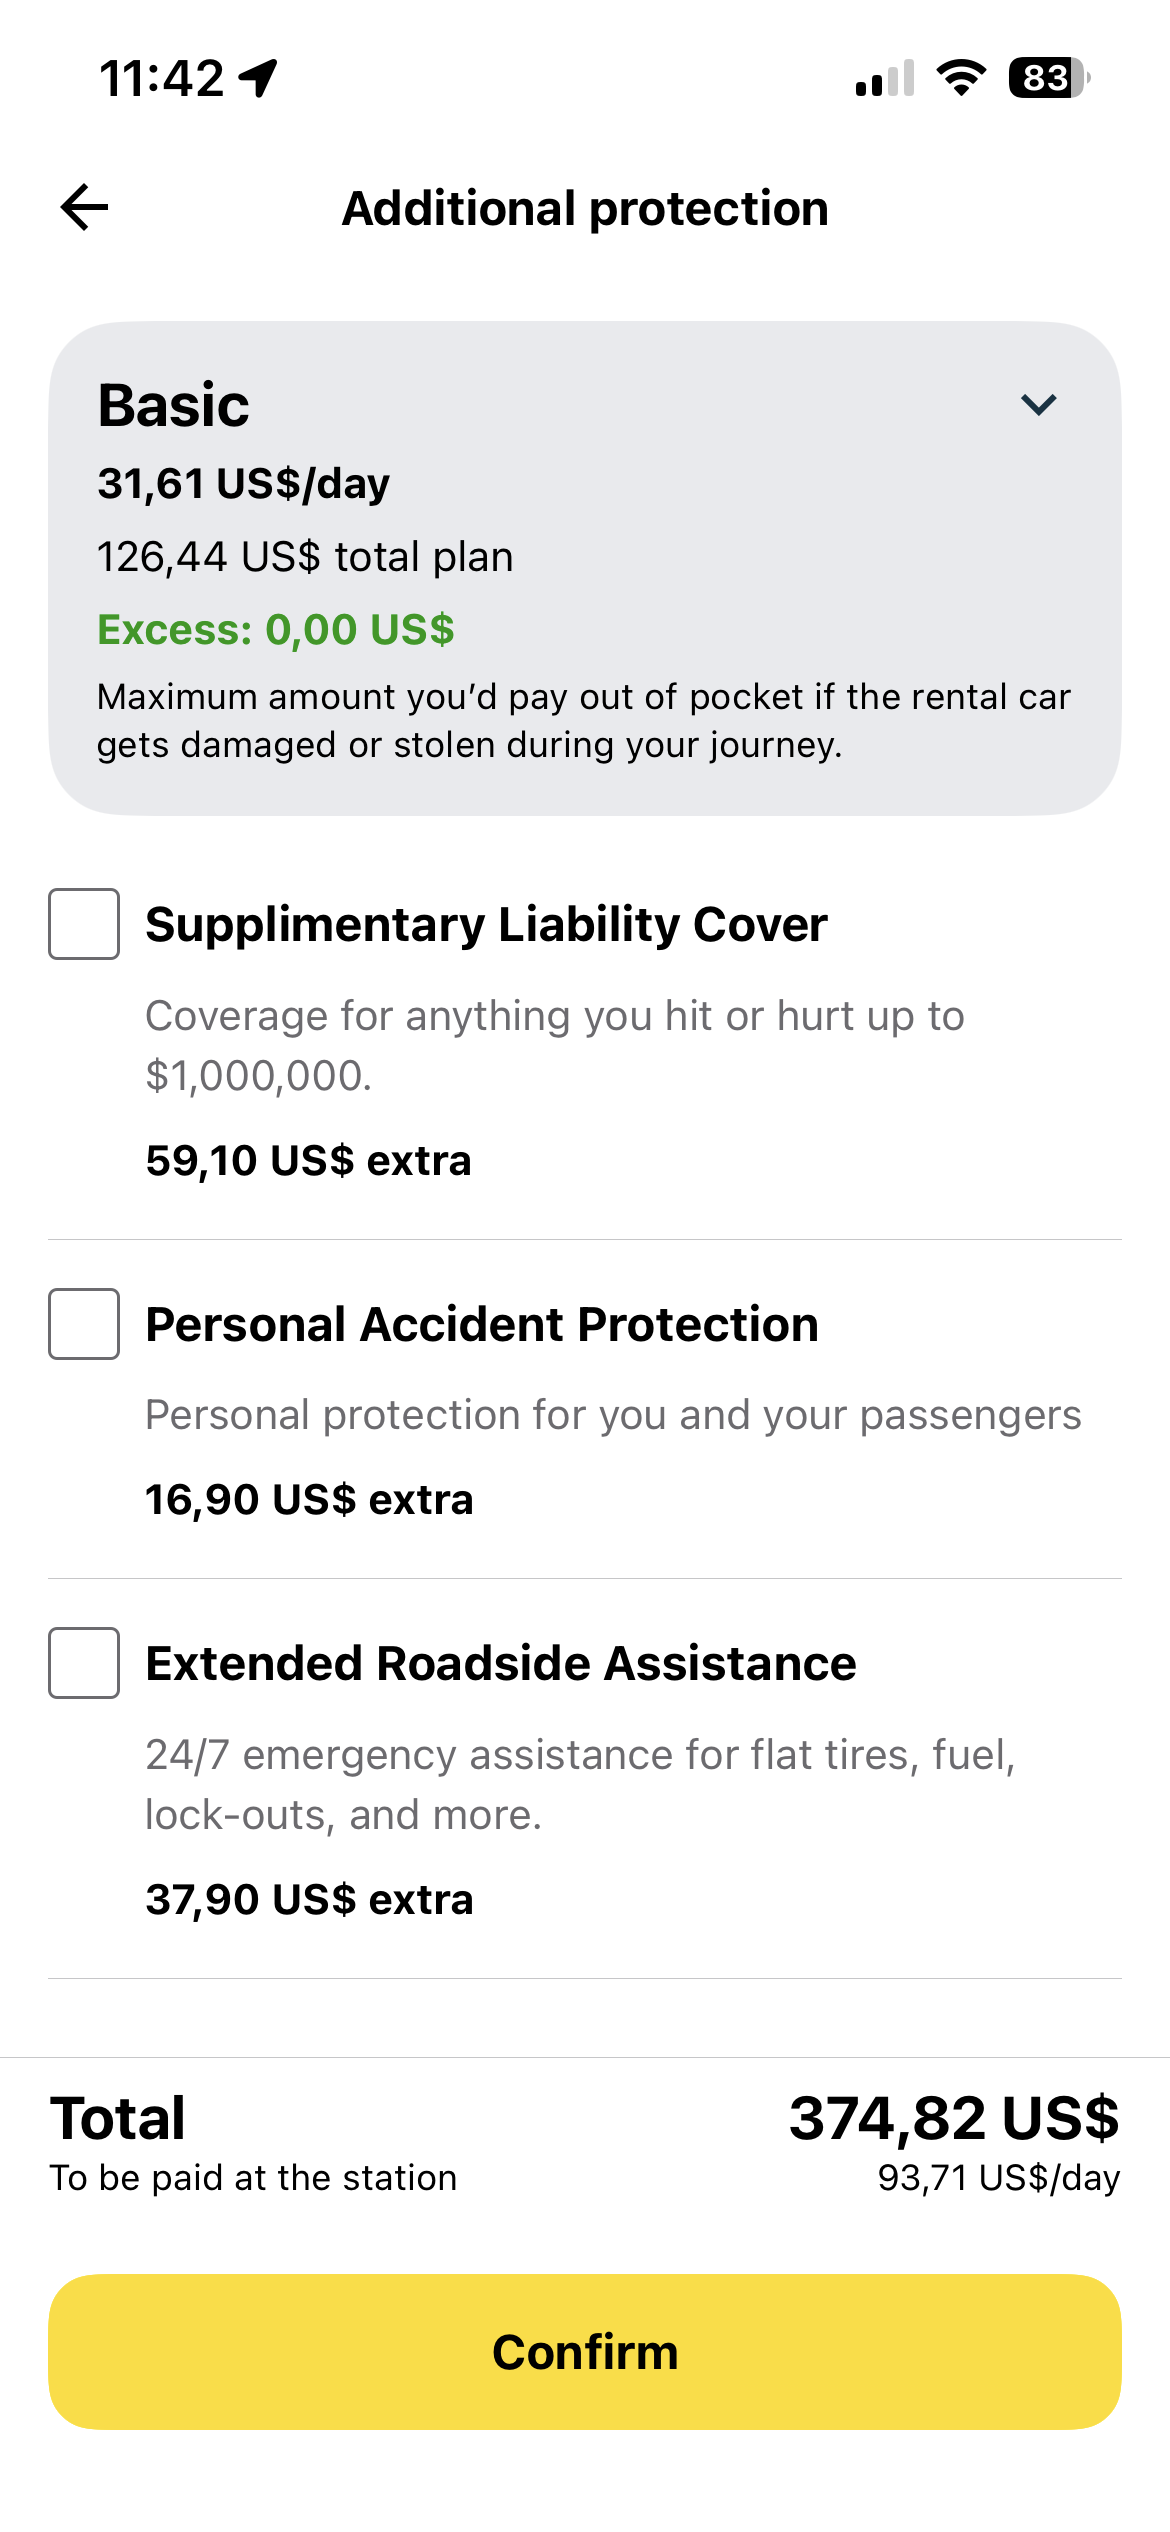 11:42
83
Additional protection
Basic
31,61 US$/day
126,44 US$ total plan
Excess: 0,00 US$
Maximum amount you’d pay out of pocket if the rental car
gets damaged or stolen during your journey.
Supplimentary Liability Cover
Coverage for anything you hit or hurt up to
$1,000,000.
59,10 US$ extra
Personal Accident Protection
Personal protection for you and your passengers
16,90 US$ extra
Extended Roadside Assistance
24/7 emergency assistance for flat tires, fuel,
lock-outs, and more.
37,90 US$ extra
Total
374,82 US$
To be paid at the station
93,71 US$/day
Confirm